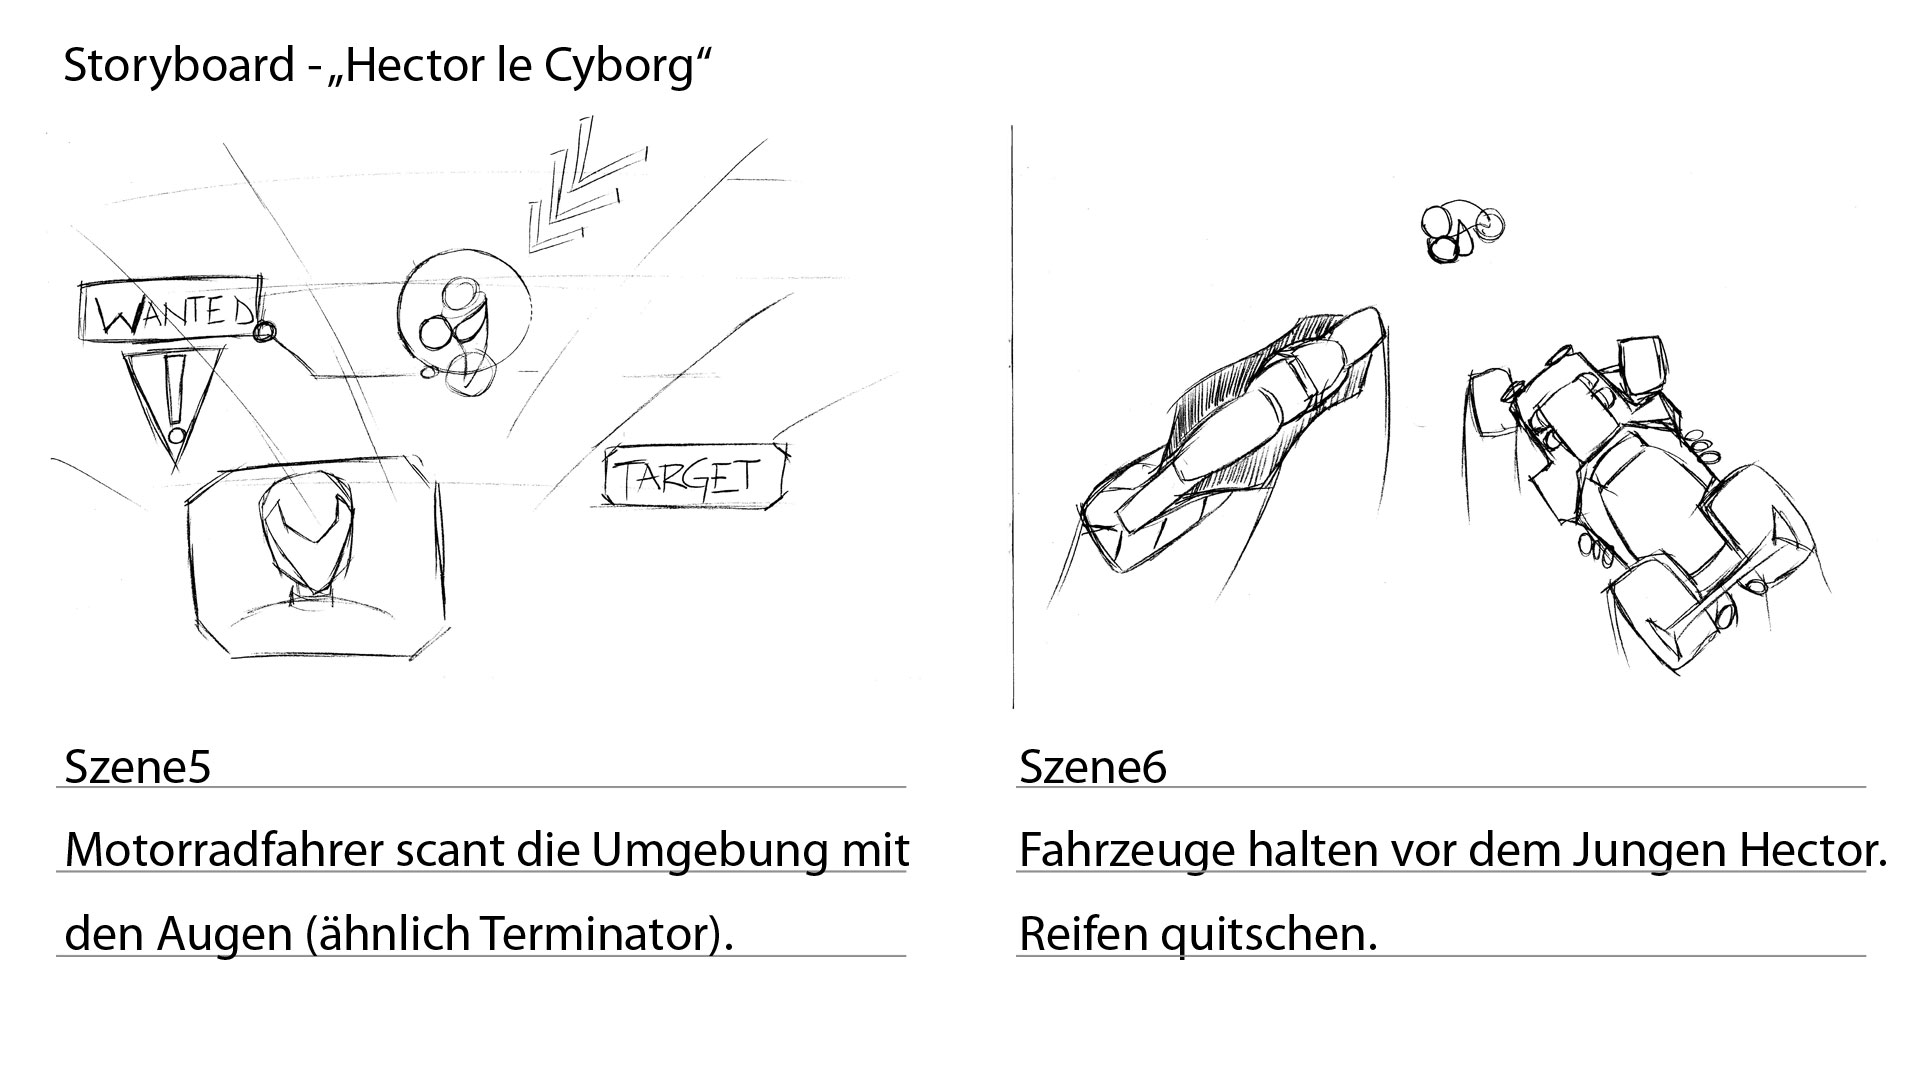 Storyboard - „Hector le Cyborg“
WANTED
!
TARGET
Szene5
Motorradfahrer scant die Umgebung mit
den Augen (ähnlich Terminator).
Szene6
Fahrzeuge halten vor dem Jungen Hector.
Reifen quitschen.